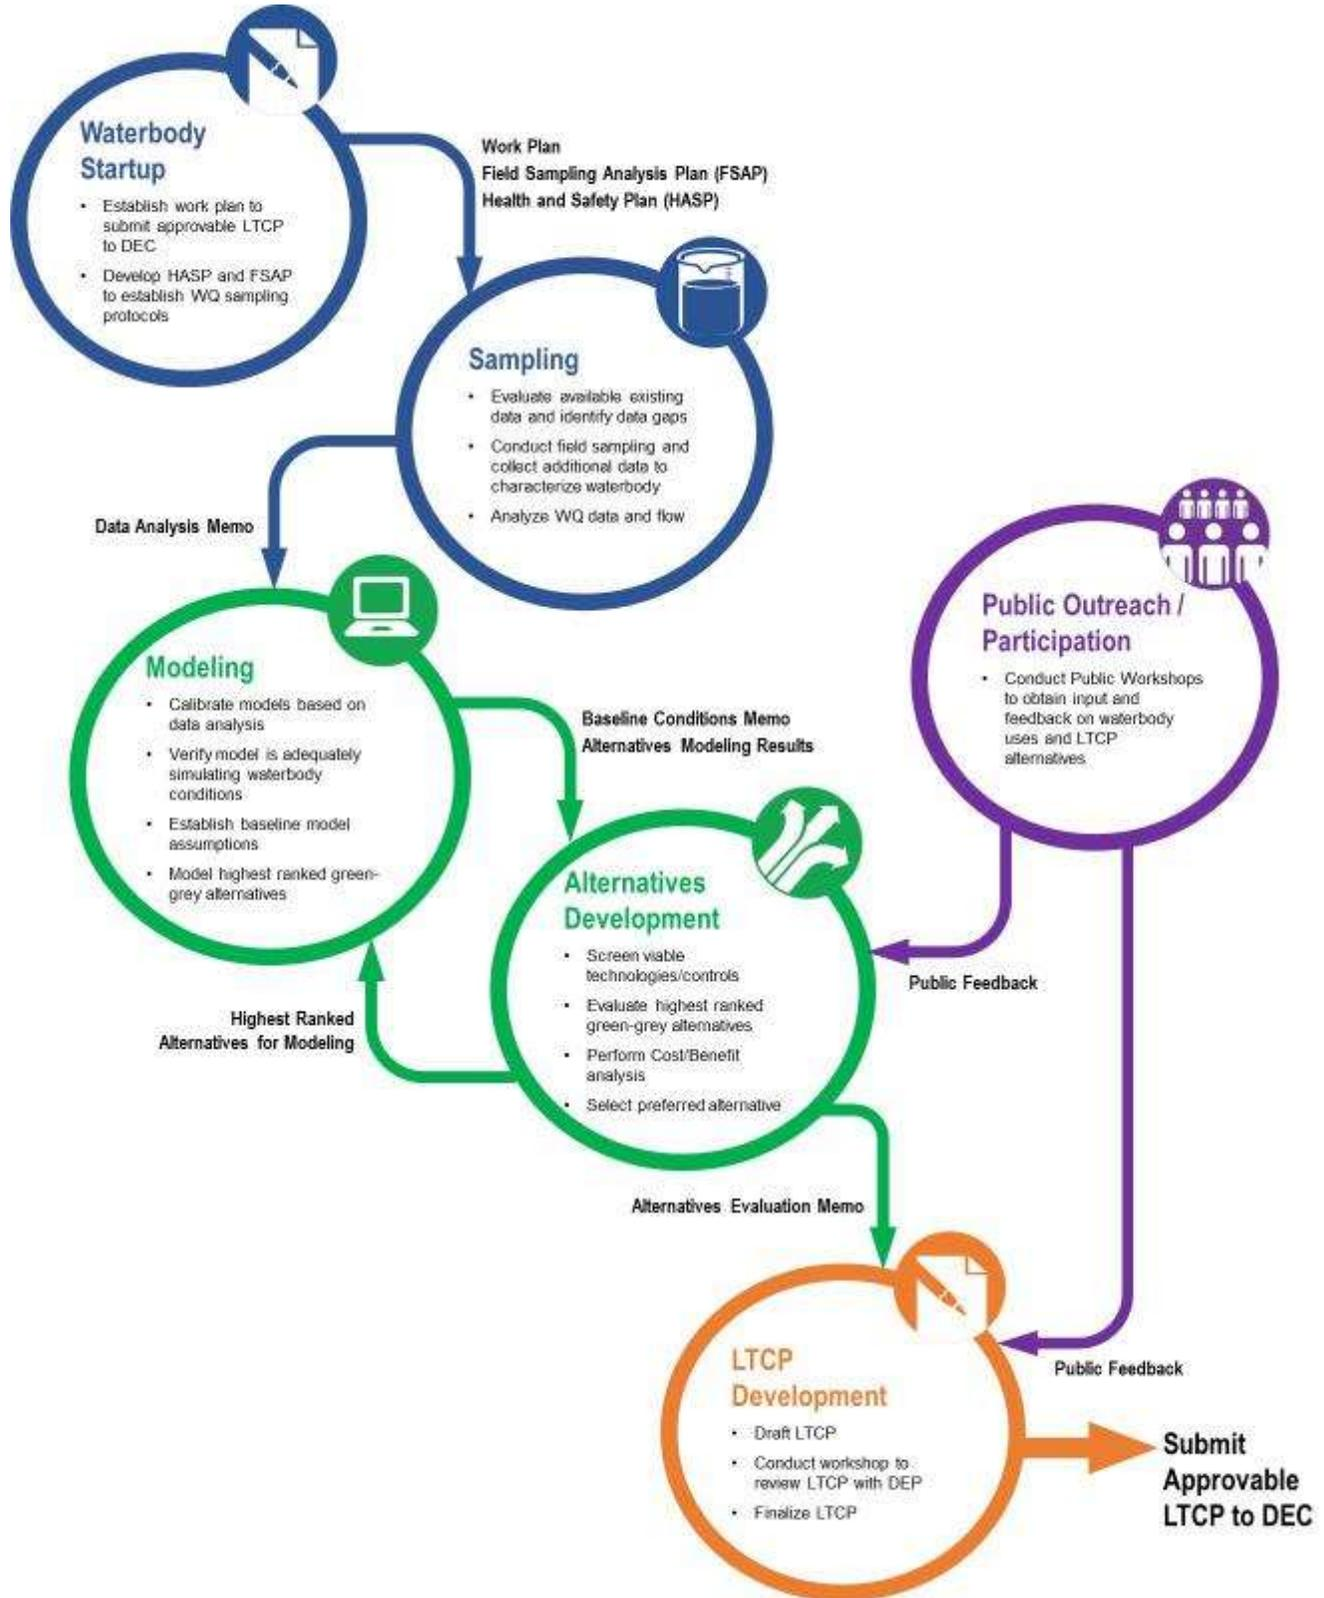 Waterbody
Startup
• Establish work plan to
submit approvable LTCP
to DEC
• Develop HASP and FSAP
to establish WQ sampling
protocols
Work Plan
Field Sampling Analysis Plan (FSAP)
Health and Safety Plan (HASP)
Sampling
• Evaluate available existing
data and identify data gaps
• Conduct field sampling and
collect additional data to
characterize waterbody
• Analyze WQ data and flow
Data Analysis Memo
Modeling
• Calibrate models based on
data analysis
• Verify model is adequately
simulating waterbody
conditions
• Establish baseline model
assumptions
• Model highest ranked green-
grey alternatives
Baseline Conditions Memo
Alternatives Modeling Results
Public Outreach /
Participation
• Conduct Public Workshops
to obtain input and
feedback on waterbody
uses and LTCP
alternatives
Alternatives
Development
• Screen viable
technologies/controls
• Evaluate highest ranked
green-grey alternatives
• Perform Cost/Benefit
analysis
• Select preferred alternative
Public Feedback
Highest Ranked
Alternatives for Modeling
Alternatives Evaluation Memo
LTCP
Development
• Draft LTCP
• Conduct workshop to
review LTCP with DEP
• Finalize LTCP
Public Feedback
Submit
Approvable
LTCP to DEC